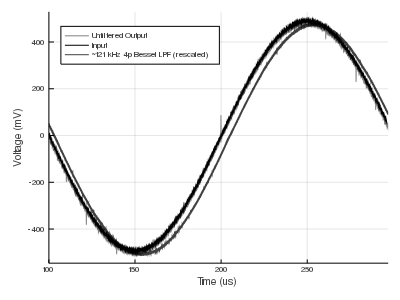 Unfiltered Output
Input
~121 kHz 4p Bessel LPF (rescaled)
Voltage (mV)
400
200
0
-200
-400
100
150
200
250
Time (us)